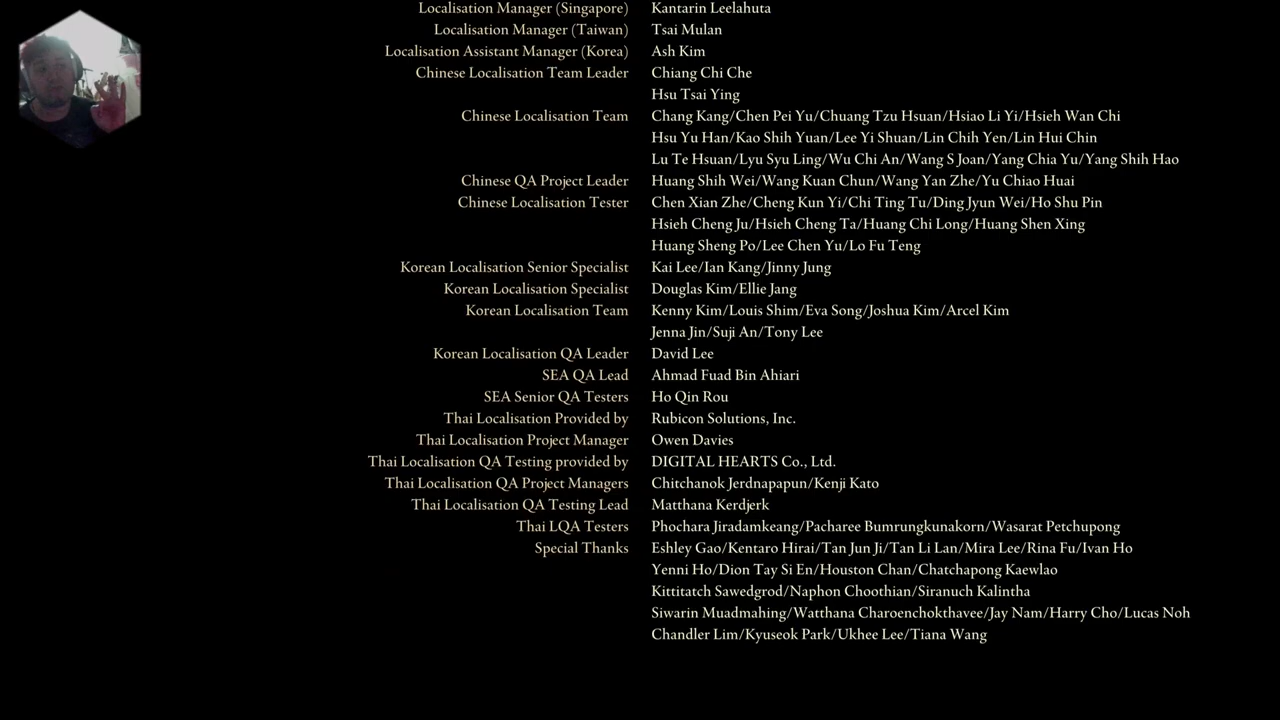 Localisation Manager (Singapore) Kantarin Leelahuta
Localisation Manager (Taiwan) Tsai Mulan
Localisation Assistant Manager (Korea) Ash Kim
Chinese Localisation Team Leader Chiang Chi Che
Hsu Tsai Ying
Chinese Localisation Team Chang Kang/Chen Pei Yu/Chuang Tzu Hsuan/Hsiao Li Yi/Hsieh Wan Chi
Hsu Yu Han/Kao Shih Yuan/Lee Yi Shuan/Lin Chih Yen/Lin Hui Chin
Lu Te Hsuan/Lyu Syu Ling/Wu Chi An/Wang S Joan/Yang Chia Yu/Yang Shih Hao
Chinese QA Project Leader Huang Shih Wei/Wang Kuan Chun/Wang Yan Zhe/Yu Chiao Huai
Chinese Localisation Tester Chen Xian Zhe/Cheng Kun Yi/Chi Ting Tu/Ding Jyun Wei/Ho Shu Pin
Hsieh Cheng Ju/Hsieh Cheng Ta/Huang Chi Long/Huang Shen Xing
Huang Sheng Po/Lee Chen Yu/Lo Fu Teng
Korean Localisation Senior Specialist Kai Lee/Ian Kang/Jinny Jung
Korean Localisation Specialist Douglas Kim/Ellie Jang
Korean Localisation Team Kenny Kim/Louis Shim/Eva Song/Joshua Kim/Arcel Kim
Jenna Jin/Suji An/Tony Lee
Korean Localisation QA Leader David Lee
SEA QA Lead Ahmad Fuad Bin Ahiari
SEA Senior QA Testers Ho Qin Rou
Thai Localisation Provided by Rubicon Solutions, Inc.
Thai Localisation Project Manager Owen Davies
Thai Localisation QA Testing provided by DIGITAL HEARTS Co., Ltd.
Thai Localisation QA Project Managers Chitchanok Jerdnapapun/Kenji Kato
Thai Localisation QA Testing Lead Matthana Kerdjerk
Thai LQA Testers Phochara Jiradamkeang/Pacharee Bumrungkunakorn/Wasarat Petchupong
Special Thanks Eshley Gao/Kentaro Hirai/Tan Jun Ji/Tan Li Lan/Mira Lee/Rina Fu/Ivan Ho
Yenni Ho/Dion Tay Si En/Houston Chan/Chatchapong Kaewlao
Kittitatch Sawedgrod/Naphon Choothian/Siranuch Kalintha
Siwarin Muadmahing/Watthana Charoenchokthavee/Jay Nam/Harry Cho/Lucas Noh
Chandler Lim/Kyuseok Park/Ukhee Lee/Tiana Wang